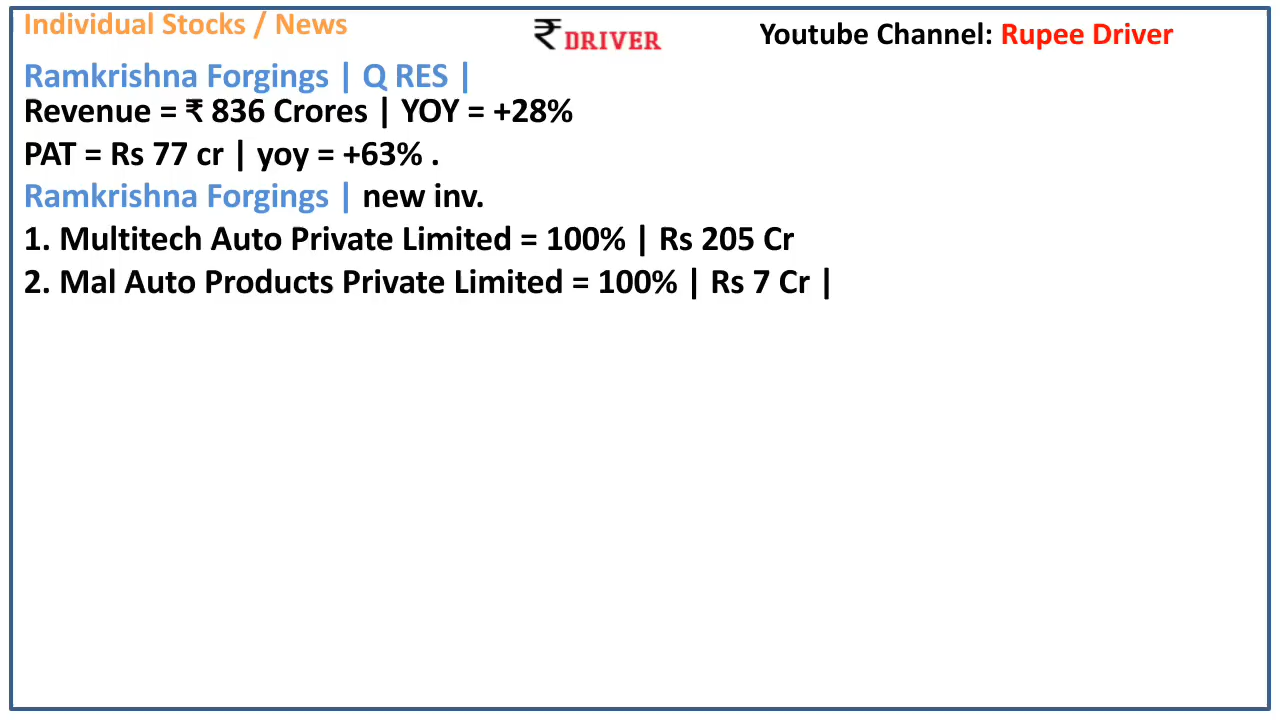 Individual Stocks / News
₹ DRIVER
Youtube Channel: Rupee Driver
Ramkrishna Forgings | Q RES |
Revenue = ₹ 836 Crores | YOY = +28%
PAT = Rs 77 cr | yoy = +63% .
Ramkrishna Forgings | new inv.
1. Multitech Auto Private Limited = 100% | Rs 205 Cr
2. Mal Auto Products Private Limited = 100% | Rs 7 Cr |